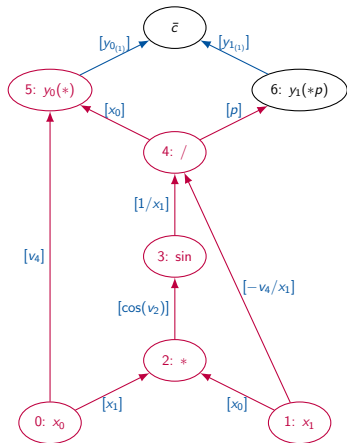 c̄
[y₀₍₁₎] [y₁₍₁₎]
5: y₀(*) 6: y₁(*p)
[x₀] [p]
4: /
[1/x₁]
3: sin
[v₄] [−v₄/x₁]
[cos(v₂)]
2: *
[x₁] [x₀]
0: x₀ 1: x₁